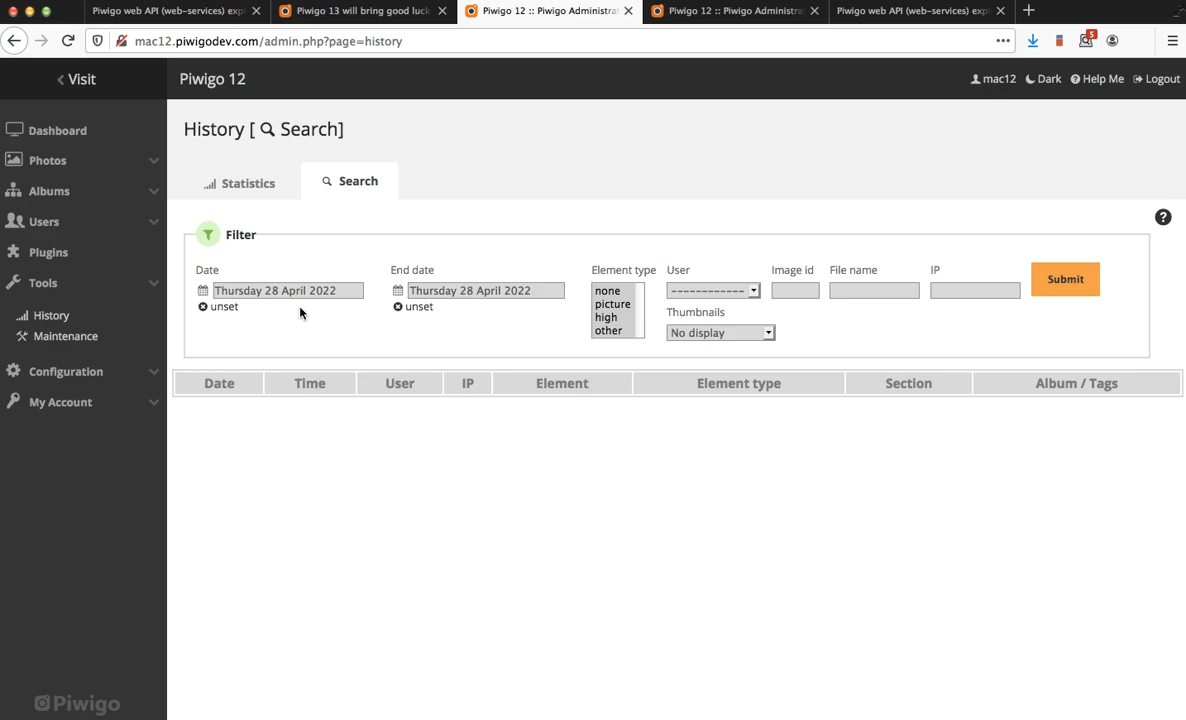 Piwigo web API (web-services) expl
Piwigo 13 will bring good luck
Piwigo 12 :: Piwigo Administra
Piwigo 12 :: Piwigo Administra
Piwigo web API (web-services) expl
mac12.piwigodev.com/admin.php?page=history
5
Visit
Piwigo 12
mac12
Dark
Help Me
Logout
Dashboard
Photos
Albums
Users
Plugins
Tools
History
Maintenance
Configuration
My Account
Piwigo
History [ Search]
Statistics
Search
Filter
Date
End date
Element type
User
Image id
File name
IP
Submit
Thursday 28 April 2022
Thursday 28 April 2022
unset
unset
none
picture
high
other
------------
Thumbnails
No display
Date
Time
User
IP
Element
Element type
Section
Album / Tags